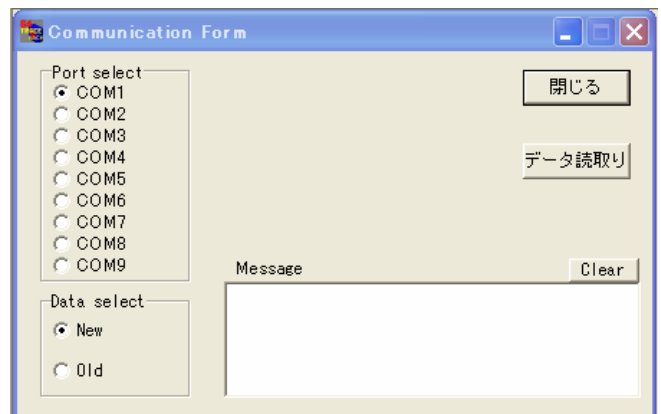 Communication Form
Port select
COM1
COM2
COM3
COM4
COM5
COM6
COM7
COM8
COM9
閉じる
データ読取り
Message
Clear
Data select
New
Old